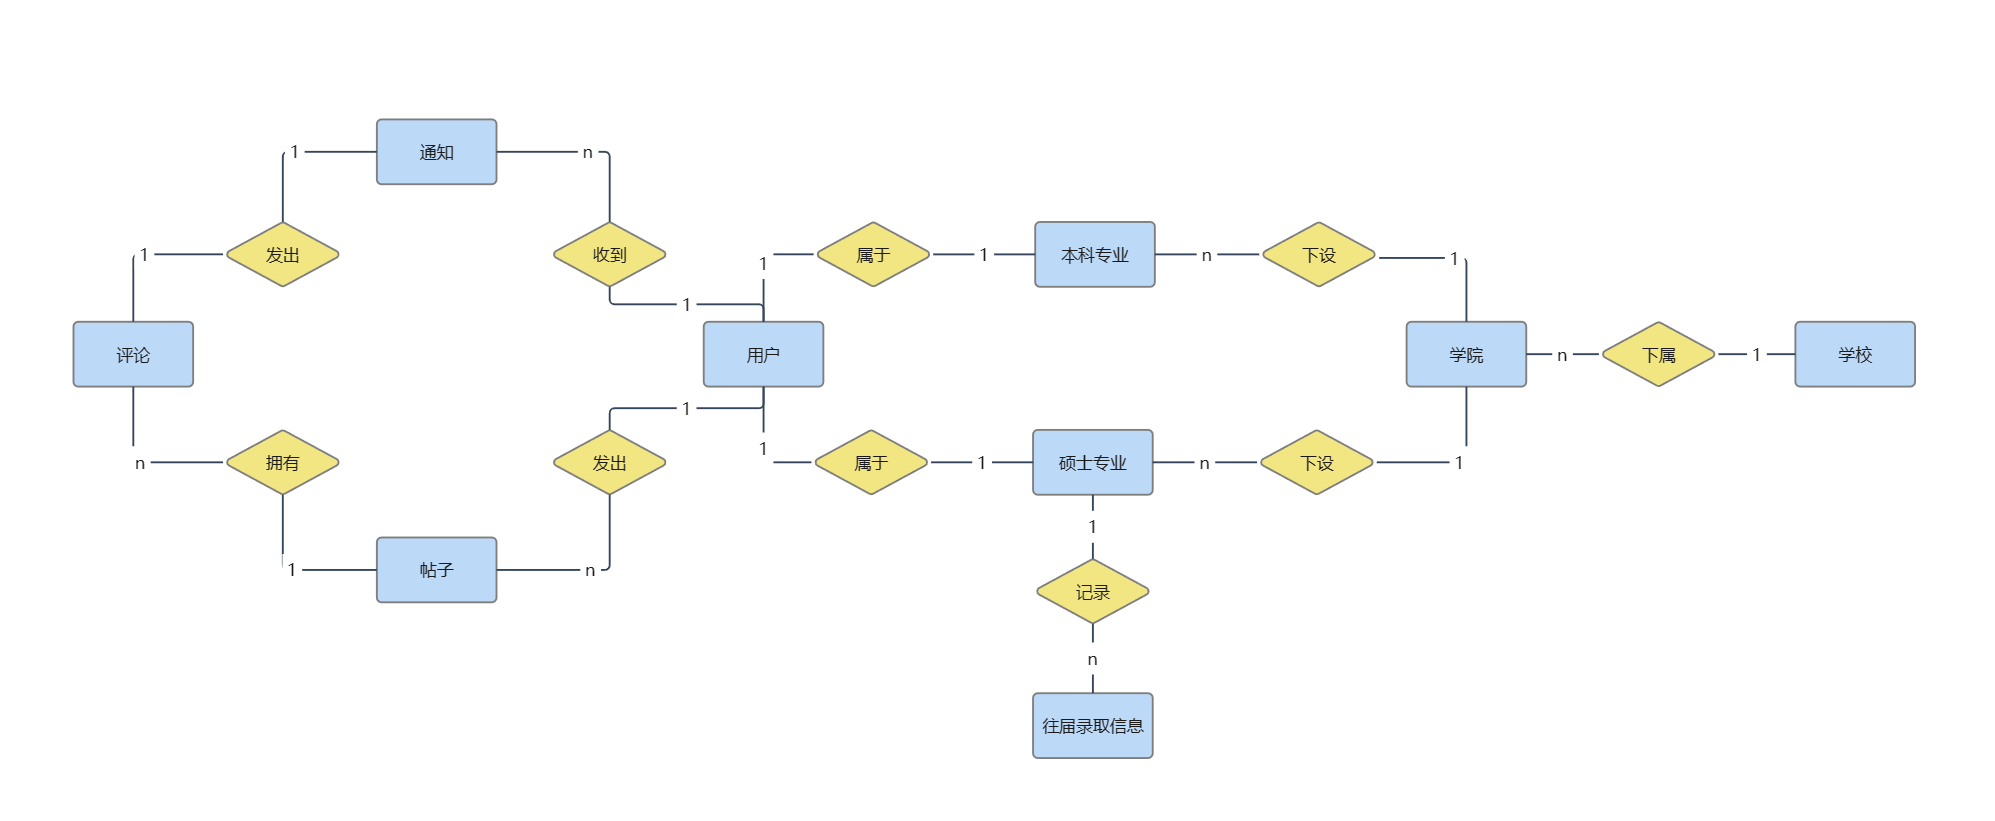 通知
1
n
发出
收到
属于
本科专业
下设
1
1
1
n
1
1
评论
用户
学院
n
下属
1
学校
1
1
n
拥有
发出
属于
1
硕士专业
n
下设
1
1
帖子
n
1
记录
n
往届录取信息